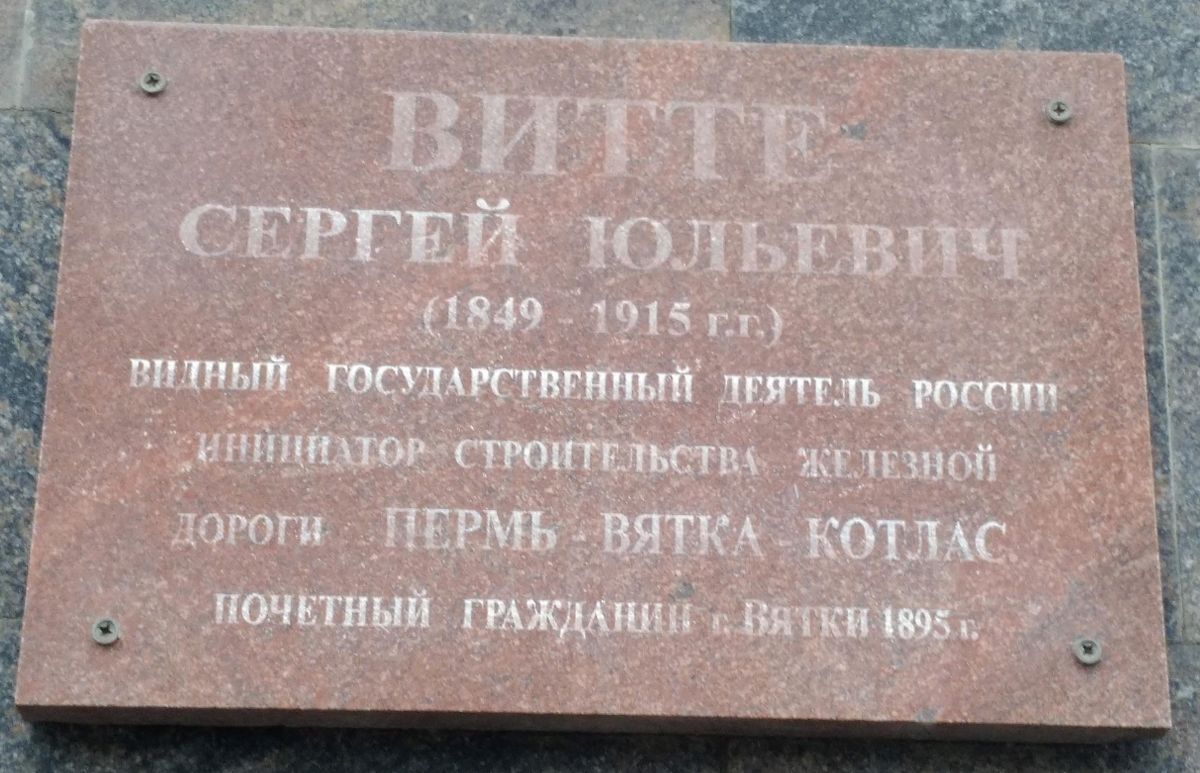 ВИТТЕ
СЕРГЕЙ ЮЛЬЕВИЧ
(1849 - 1915 г.г.)
ВИДНЫЙ ГОСУДАРСТВЕННЫЙ ДЕЯТЕЛЬ РОССИИ.
ИНИЦИАТОР СТРОИТЕЛЬСТВА ЖЕЛЕЗНОЙ
ДОРОГИ ПЕРМЬ - ВЯТКА - КОТЛАС
ПОЧЕТНЫЙ ГРАЖДАНИН г. ВЯТКИ 1895 г.